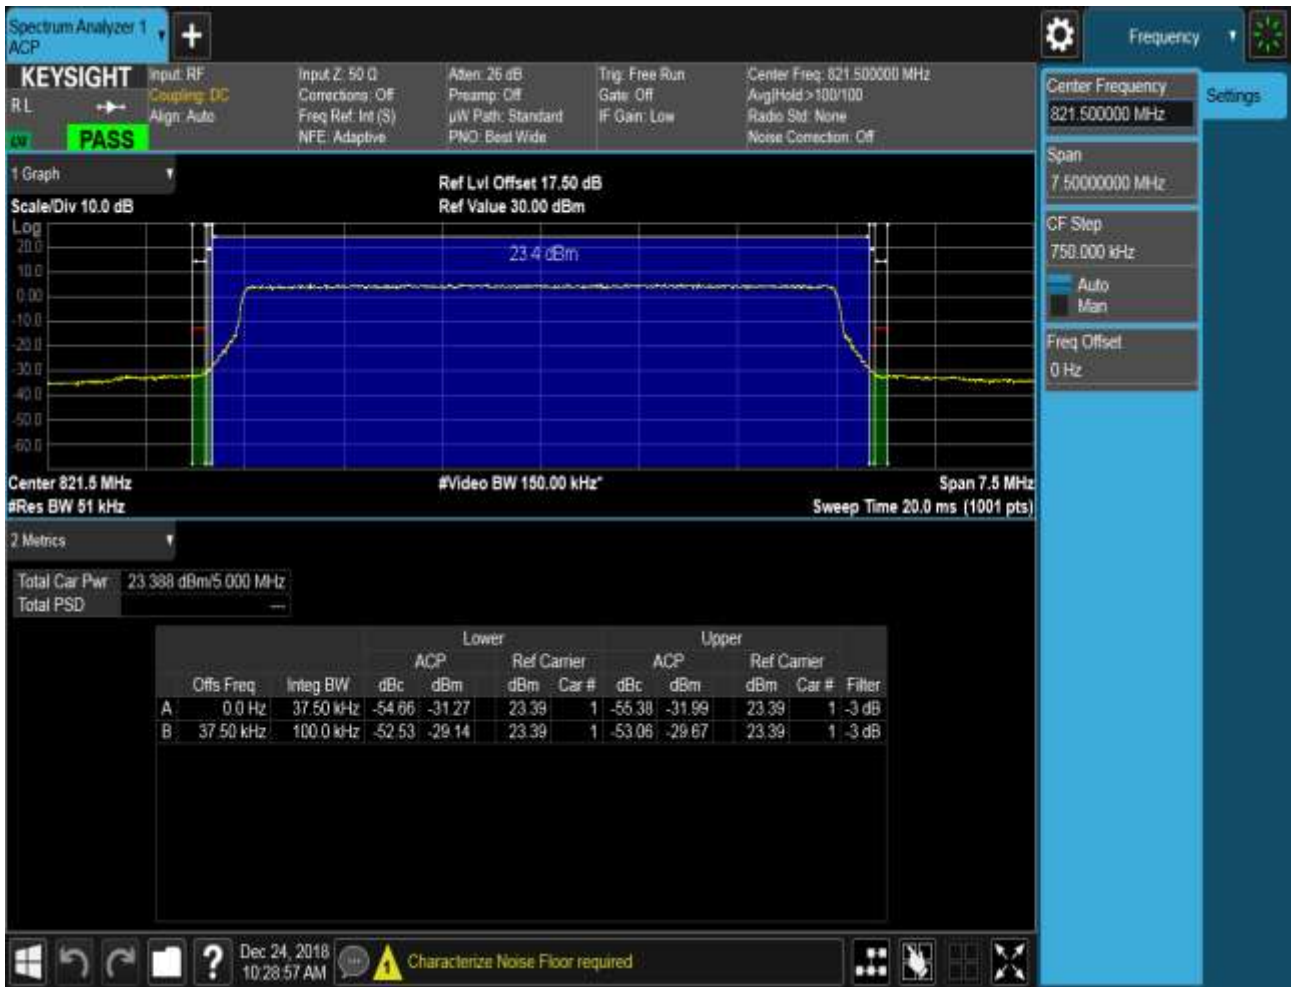 Spectrum Analyzer 1
ACP
Frequency
KEYSIGHT
R L
PASS
Input: RF
Coupling: DC
Align: Auto
Input Z: 50 Ω
Corrections: Off
Freq Ref: Int (S)
NFE: Adaptive
Atten: 26 dB
Preamp: Off
µW Path: Standard
PNO: Best Wide
Trig: Free Run
Gate: Off
IF Gain: Low
Center Freq: 821.500000 MHz
Avg|Hold:>100/100
Radio Std: None
Noise Correction: Off
Center Frequency
821.500000 MHz
Settings
Span
7.50000000 MHz
CF Step
750.000 kHz
Auto
Man
Freq Offset
0 Hz
1 Graph
Scale/Div 10.0 dB
Ref Lvl Offset 17.50 dB
Ref Value 30.00 dBm
Log
20.0
10.0
0.00
-10.0
-20.0
-30.0
-40.0
-50.0
-60.0
23.4 dBm
Center 821.5 MHz
#Video BW 150.00 kHz*
Span 7.5 MHz
#Res BW 51 kHz
Sweep Time 20.0 ms (1001 pts)
2 Metrics
Total Car Pwr 23.388 dBm/5.000 MHz
Total PSD ---
Lower Upper
ACP Ref Carrier ACP Ref Carrier
Offs Freq Integ BW dBc dBm dBm Car # dBc dBm dBm Car # Filter
A 0.0 Hz 37.50 kHz -54.66 -31.27 23.39 1 -55.38 -31.99 23.39 1 -3 dB
B 37.50 kHz 100.0 kHz -52.53 -29.14 23.39 1 -53.06 -29.67 23.39 1 -3 dB
Dec 24, 2018
10:28:57 AM
1
Characterize Noise Floor required